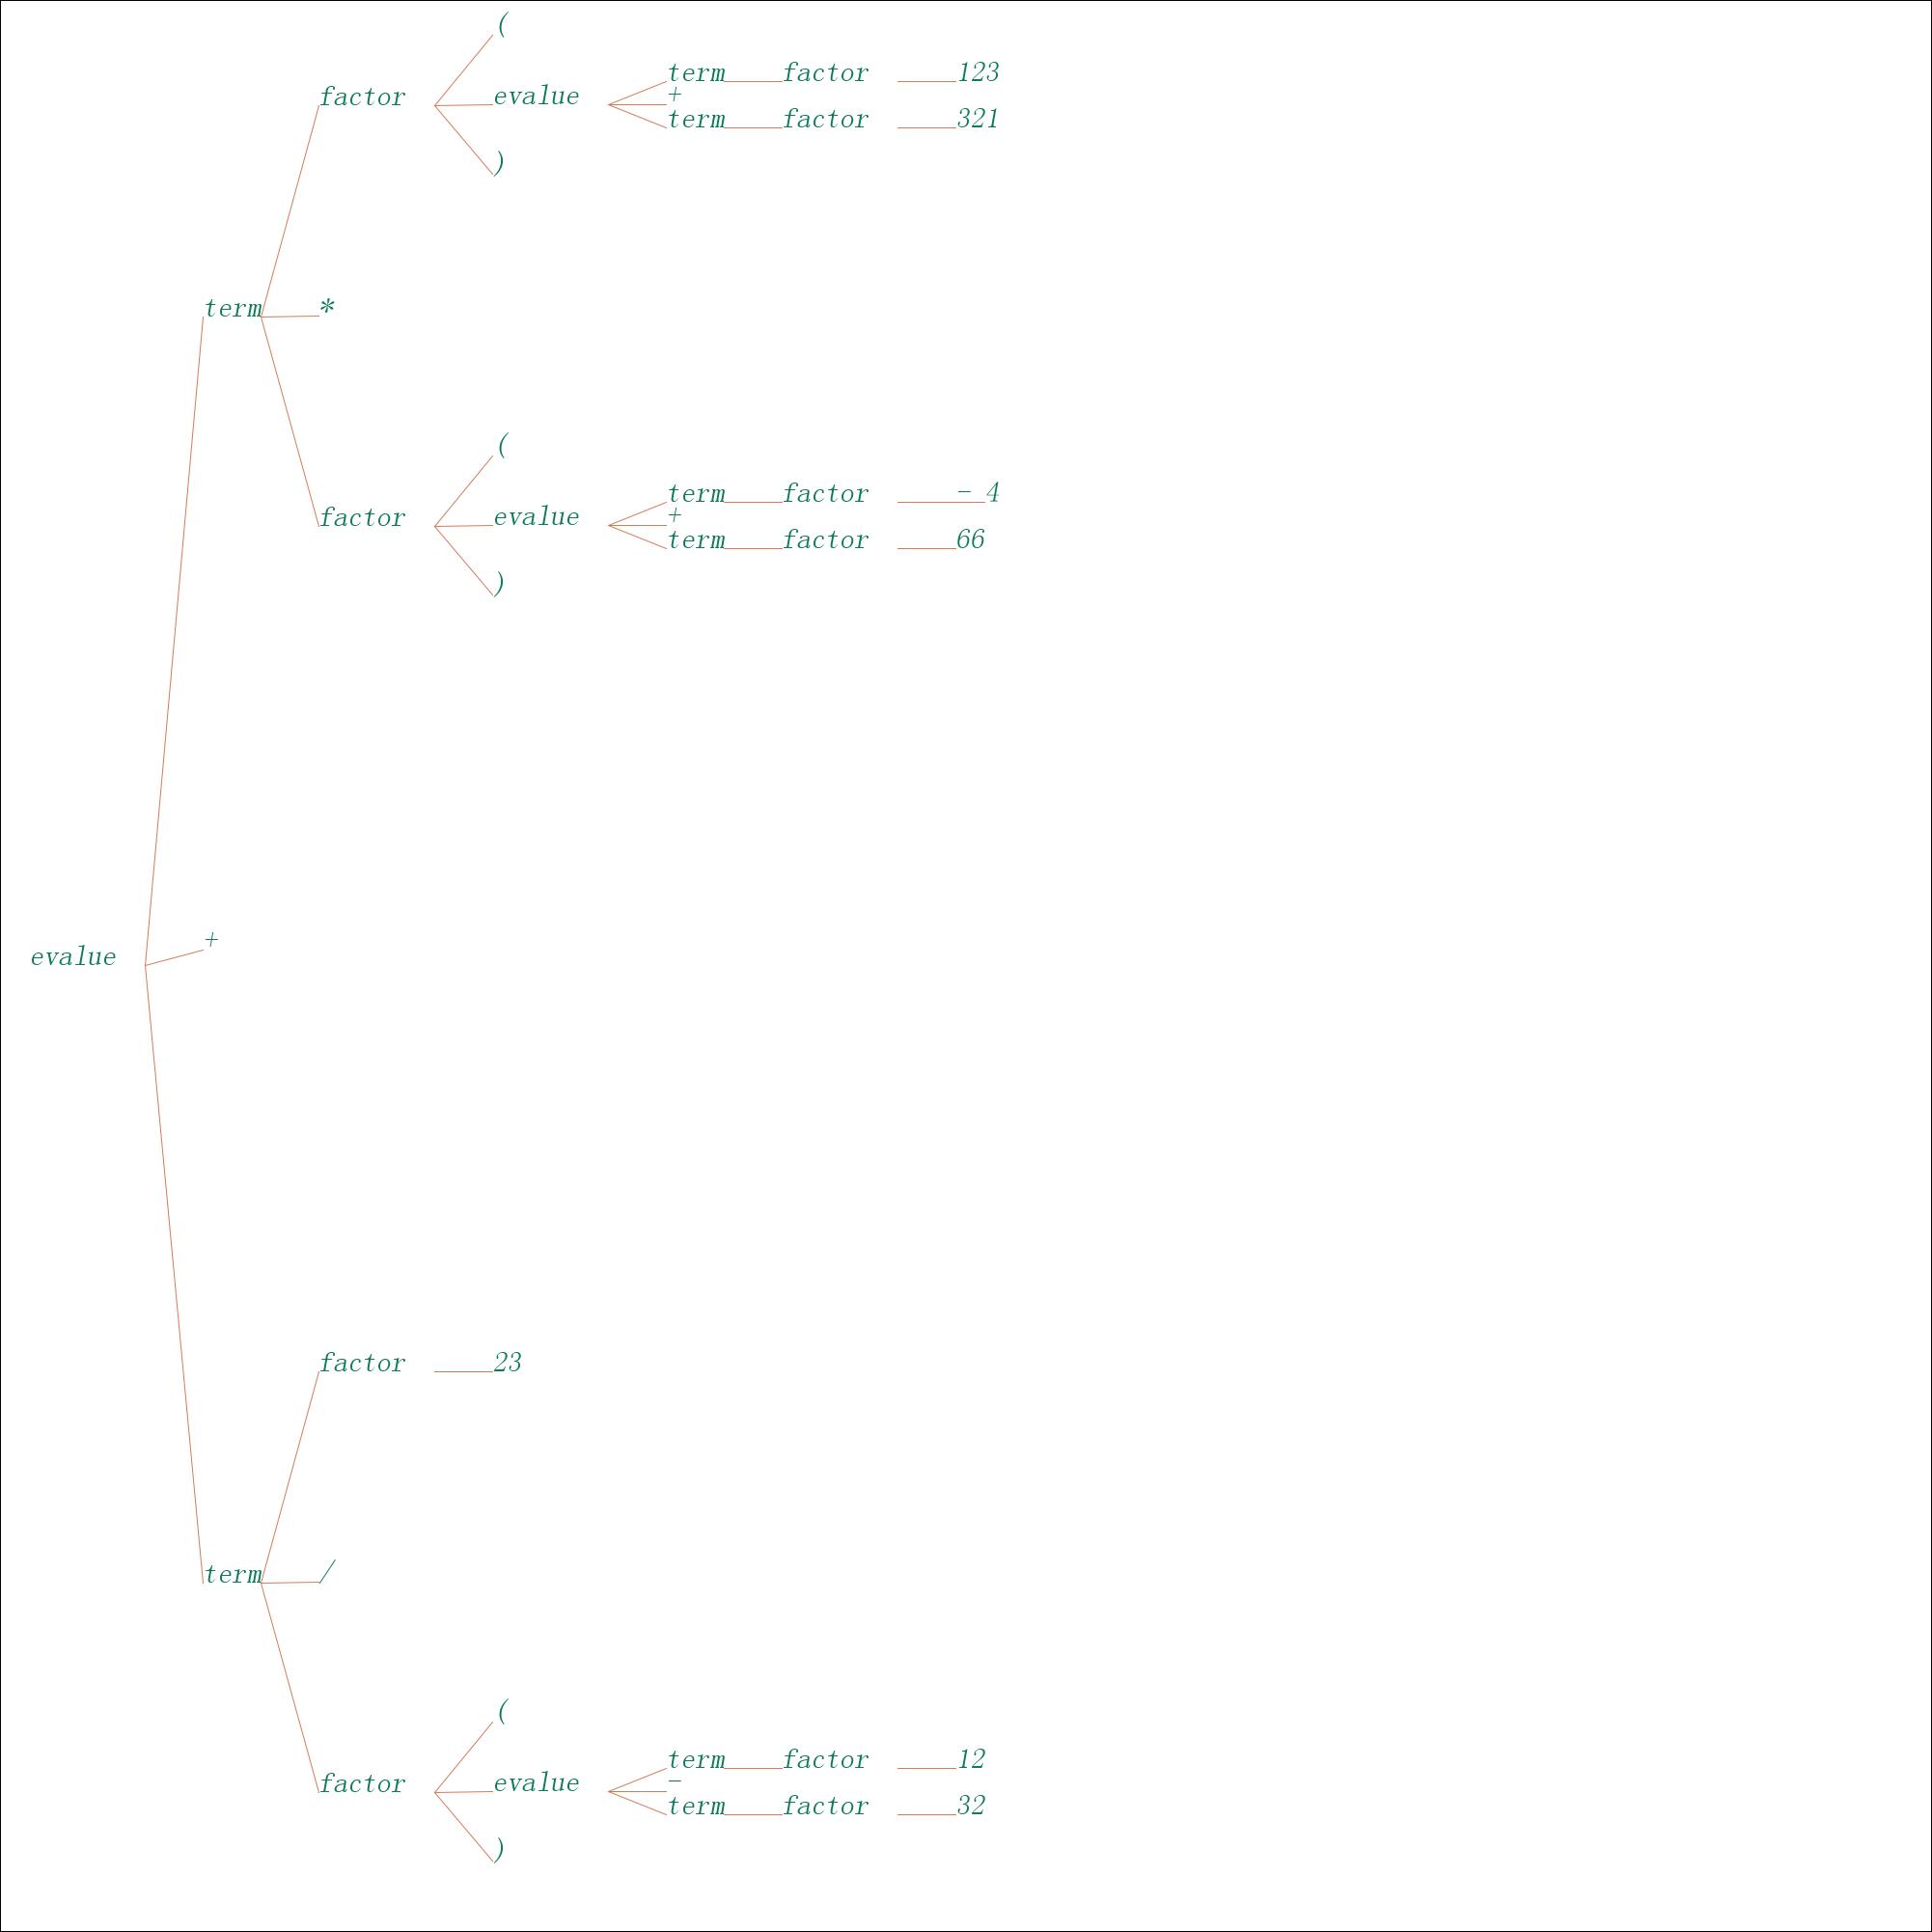 (
term factor 123
factor evalue +
term factor 321
)
term *
(
term factor - 4
factor evalue +
term factor 66
)
+
evalue
factor 23
term /
(
term factor 12
factor evalue -
term factor 32
)